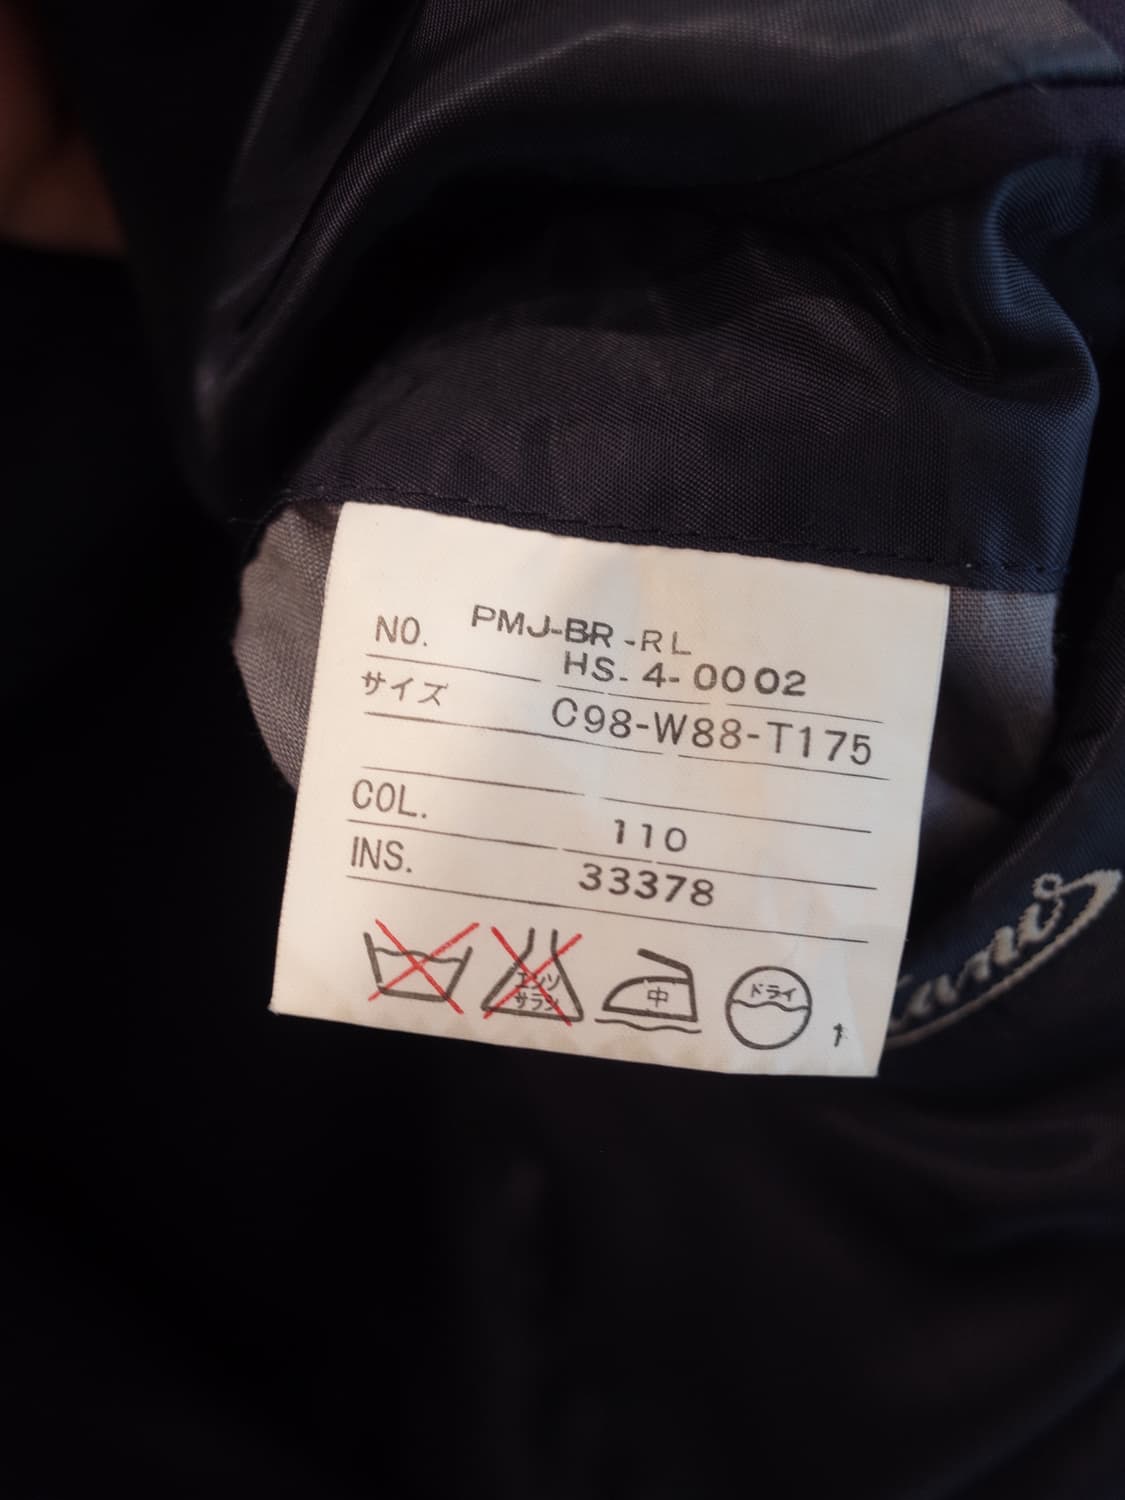 NO. PMJ-BR-RL
HS. 4-0002
サイズ C98-W88-T175
COL. 110
INS. 33378
エンソ
サラシ
中
ドライ
1